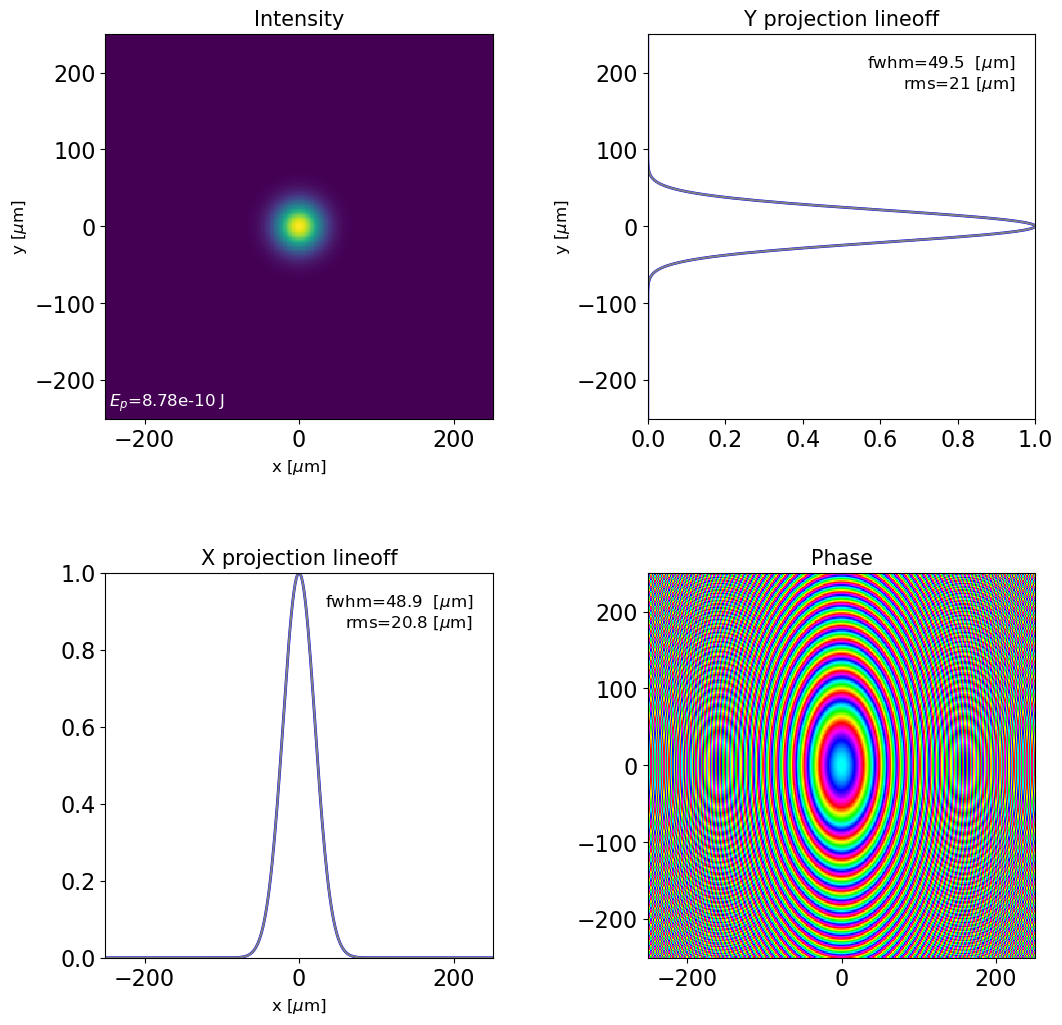 Intensity
200
100
0
−100
−200
y [μm]
E_p=8.78e-10 J
−200 0 200
x [μm]
Y projection lineoff
fwhm=49.5 [μm]
rms=21 [μm]
200
100
0
−100
−200
y [μm]
0.0 0.2 0.4 0.6 0.8 1.0
X projection lineoff
fwhm=48.9 [μm]
rms=20.8 [μm]
1.0
0.8
0.6
0.4
0.2
0.0
−200 0 200
x [μm]
Phase
200
100
0
−100
−200
−200 0 200